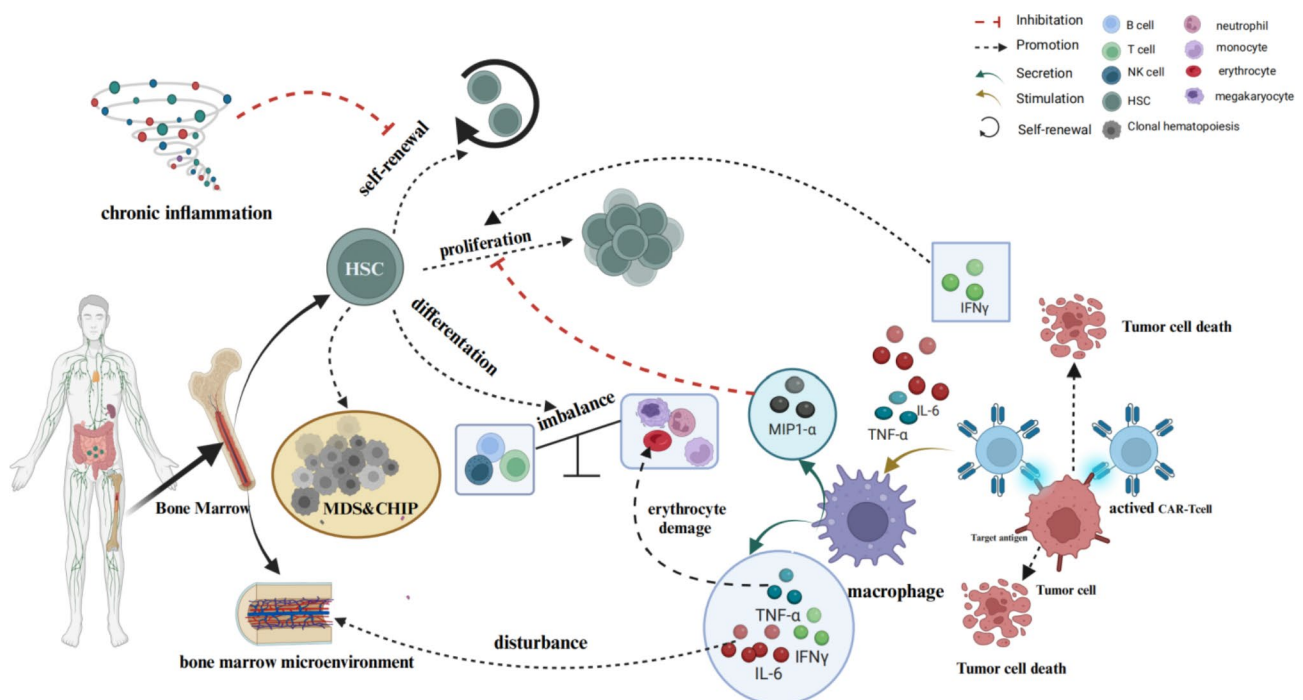 Inhibitation
Promotion
Secretion
Stimulation
Self-renewal
B cell
T cell
NK cell
HSC
Clonal hematopoiesis
neutrophil
monocyte
erythrocyte
megakaryocyte
chronic inflammation
self-renewal
HSC
proliferation
differentation
imbalance
IFNγ
Tumor cell death
IL-6
TNF-α
MIP1-α
Bone Marrow
MDS&CHIP
erythrocyte
demage
macrophage
actived CAR-Tcell
Target antigen
Tumor cell
TNF-α
IFNγ
IL-6
disturbance
bone marrow microenvironment
Tumor cell death